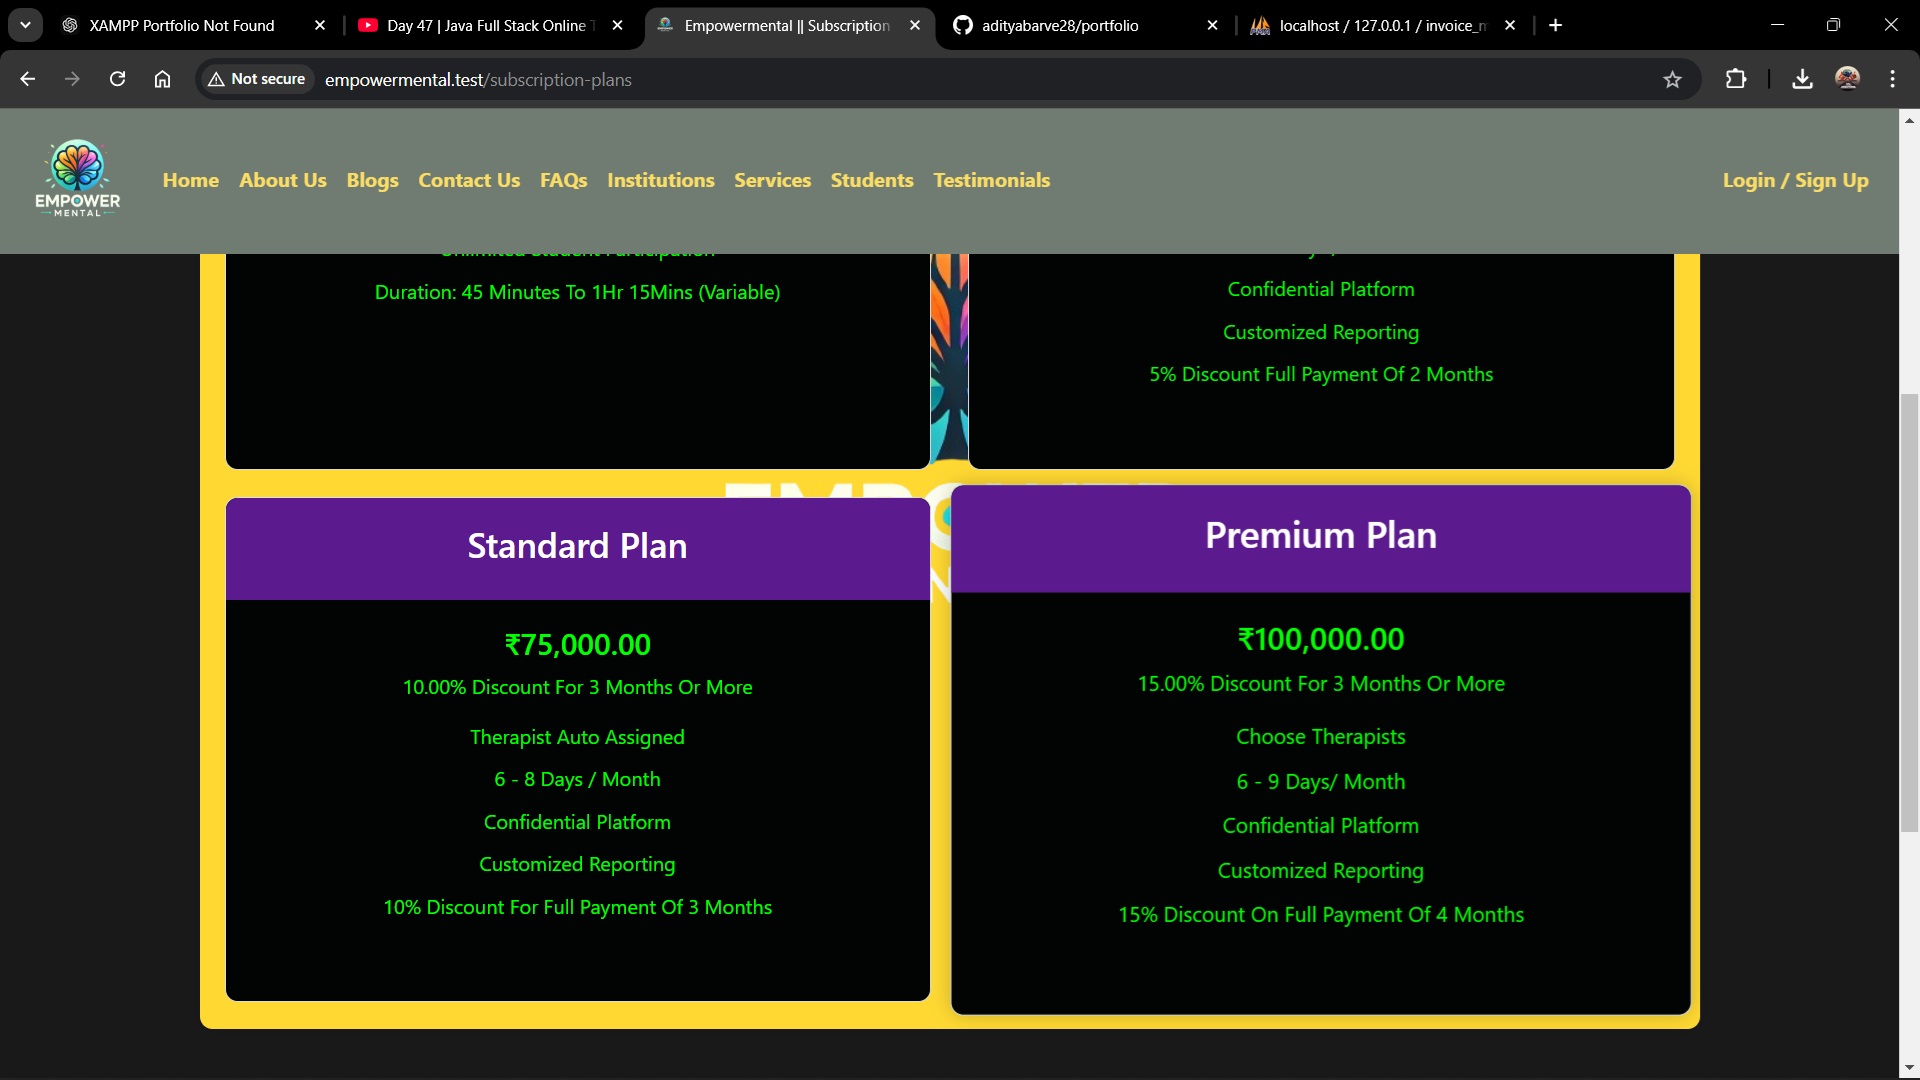 XAMPP Portfolio Not Found
Day 47 | Java Full Stack Online T
Empowermental || Subscription
adityabarve28/portfolio
localhost / 127.0.0.1 / invoice_m
Not secure
empowermental.test/subscription-plans
EMPOWER
MENTAL
Home About Us Blogs Contact Us FAQs Institutions Services Students Testimonials
Login / Sign Up
Unlimited Student Participation
Duration: 45 Minutes To 1Hr 15Mins (Variable)
Confidential Platform
Customized Reporting
5% Discount Full Payment Of 2 Months
Standard Plan
₹75,000.00
10.00% Discount For 3 Months Or More
Therapist Auto Assigned
6 - 8 Days / Month
Confidential Platform
Customized Reporting
10% Discount For Full Payment Of 3 Months
Premium Plan
₹100,000.00
15.00% Discount For 3 Months Or More
Choose Therapists
6 - 9 Days/ Month
Confidential Platform
Customized Reporting
15% Discount On Full Payment Of 4 Months